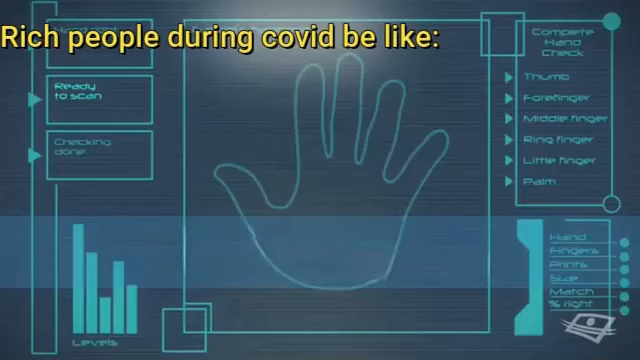 Rich people during covid be like:
Ready
to scan
Checking
done
Levels
Complete
Hand
Check
Thumb
Forefinger
Middle finger
Ring finger
Little finger
Palm
Hand
Fingers
Prints
Size
Match
% right